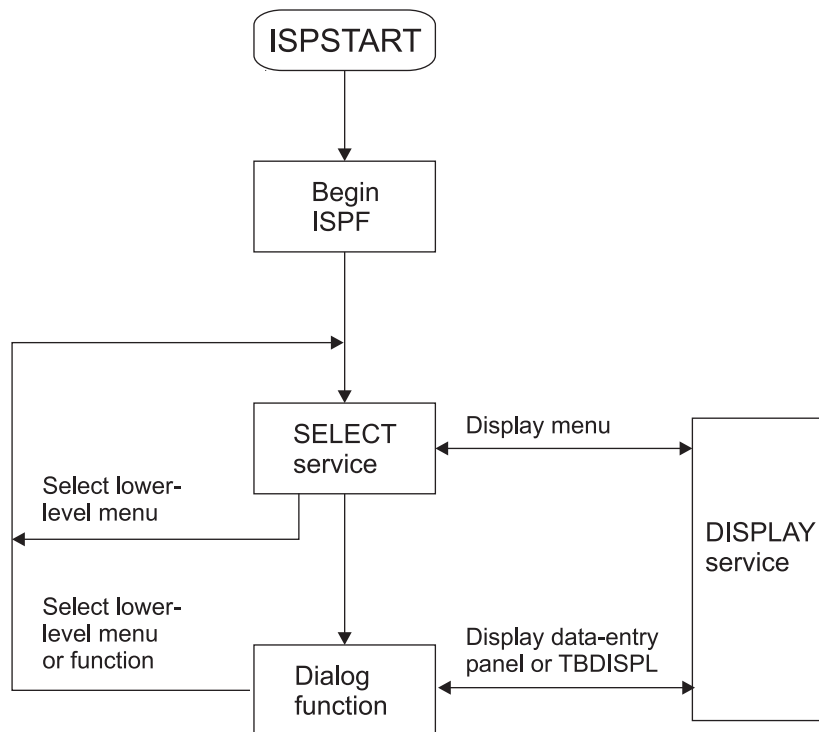 ISPSTART
Begin
ISPF
SELECT
service
Display menu
Select lower-
level menu
DISPLAY
service
Select lower-
level menu
or function
Display data-entry
panel or TBDISPL
Dialog
function